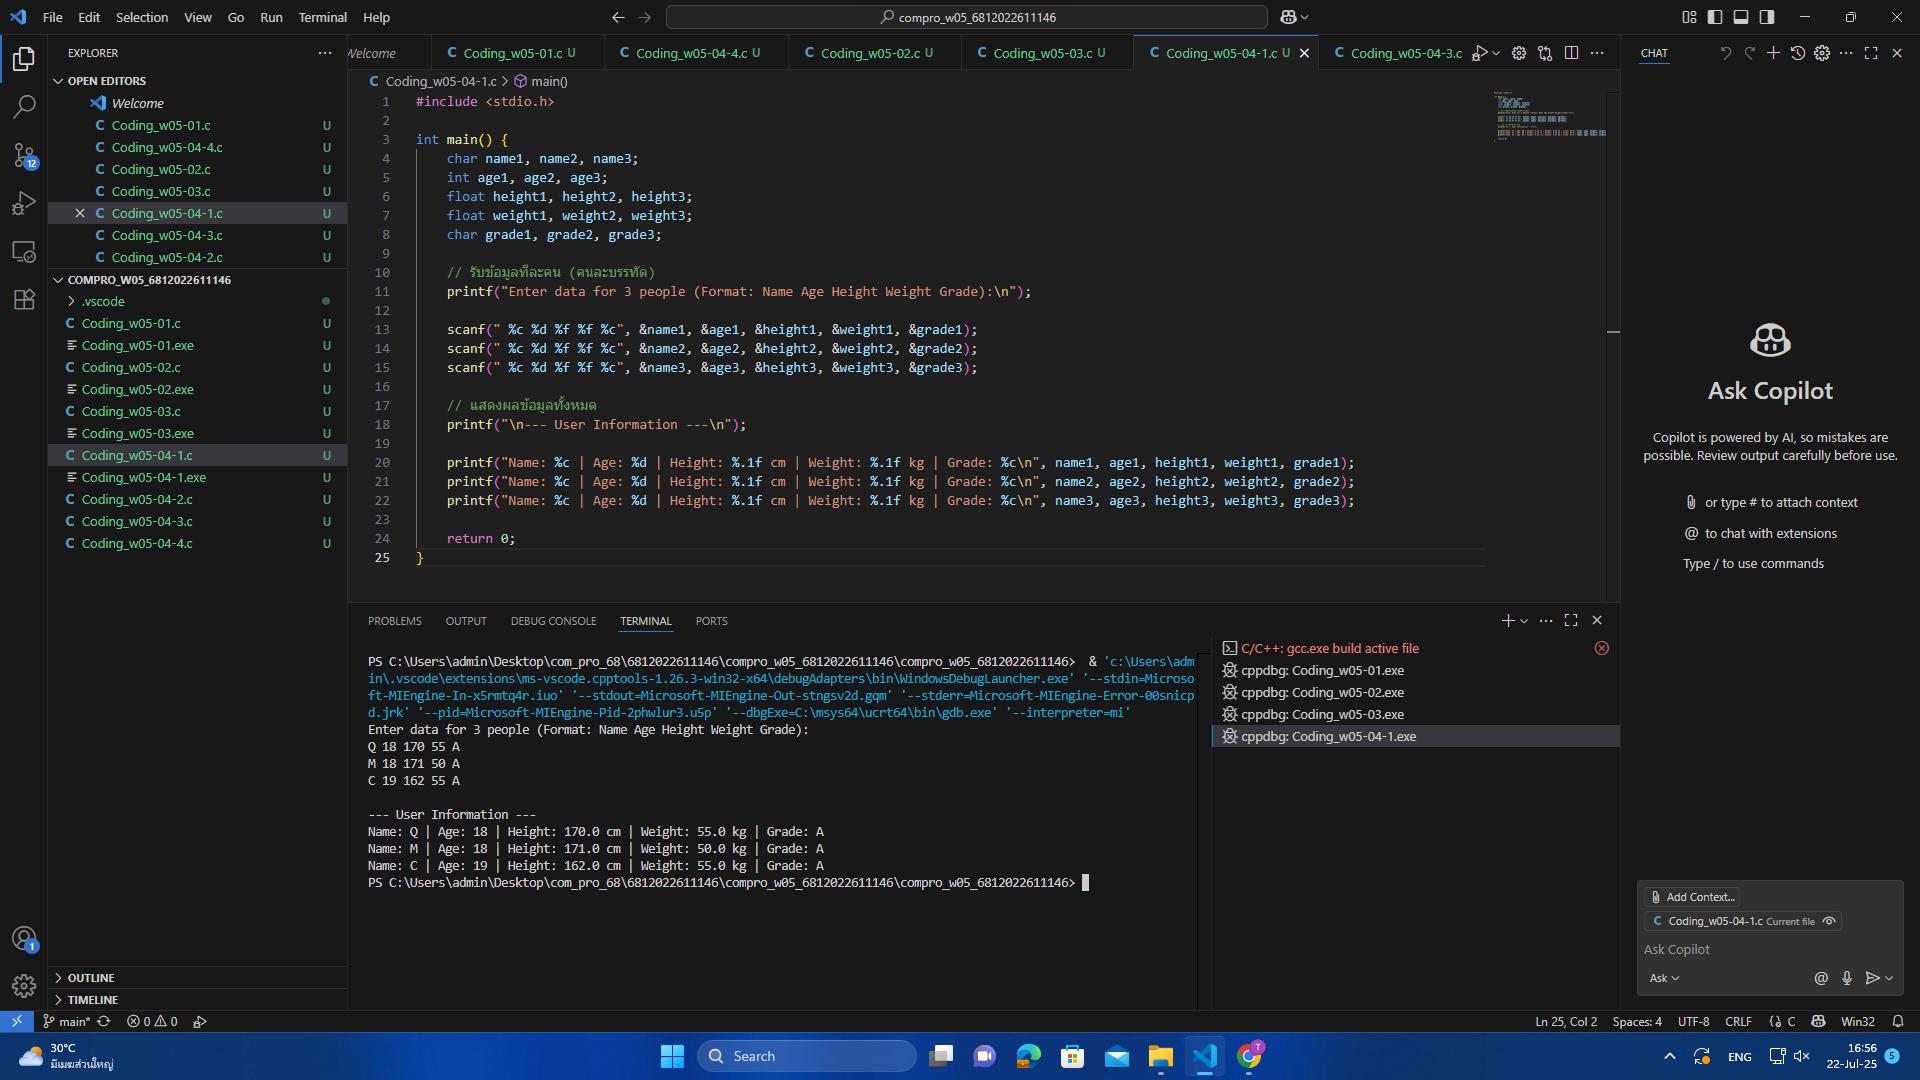 File Edit Selection View Go Run Terminal Help
compro_w05_6812022611146
EXPLORER
OPEN EDITORS
Welcome
Coding_w05-01.c U
Coding_w05-04-4.c U
Coding_w05-02.c U
Coding_w05-03.c U
Coding_w05-04-1.c U
Coding_w05-04-3.c U
Coding_w05-04-2.c U
COMPRO_W05_6812022611146
.vscode
Coding_w05-01.c U
Coding_w05-01.exe U
Coding_w05-02.c U
Coding_w05-02.exe U
Coding_w05-03.c U
Coding_w05-03.exe U
Coding_w05-04-1.c U
Coding_w05-04-1.exe U
Coding_w05-04-2.c U
Coding_w05-04-3.c U
Coding_w05-04-4.c U
OUTLINE
TIMELINE
12
1
Welcome C Coding_w05-01.c U C Coding_w05-04-4.c U C Coding_w05-02.c U C Coding_w05-03.c U C Coding_w05-04-1.c U C Coding_w05-04-3.c
C Coding_w05-04-1.c > main()
1 #include <stdio.h>
2
3 int main() {
4 char name1, name2, name3;
5 int age1, age2, age3;
6 float height1, height2, height3;
7 float weight1, weight2, weight3;
8 char grade1, grade2, grade3;
9
10 // รับข้อมูลทีละคน (คนละบรรทัด)
11 printf("Enter data for 3 people (Format: Name Age Height Weight Grade):\n");
12
13 scanf(" %c %d %f %f %c", &name1, &age1, &height1, &weight1, &grade1);
14 scanf(" %c %d %f %f %c", &name2, &age2, &height2, &weight2, &grade2);
15 scanf(" %c %d %f %f %c", &name3, &age3, &height3, &weight3, &grade3);
16
17 // แสดงผลข้อมูลทั้งหมด
18 printf("\n--- User Information ---\n");
19
20 printf("Name: %c | Age: %d | Height: %.1f cm | Weight: %.1f kg | Grade: %c\n", name1, age1, height1, weight1, grade1);
21 printf("Name: %c | Age: %d | Height: %.1f cm | Weight: %.1f kg | Grade: %c\n", name2, age2, height2, weight2, grade2);
22 printf("Name: %c | Age: %d | Height: %.1f cm | Weight: %.1f kg | Grade: %c\n", name3, age3, height3, weight3, grade3);
23
24 return 0;
25 }
PROBLEMS OUTPUT DEBUG CONSOLE TERMINAL PORTS
PS C:\Users\admin\Desktop\com_pro_68\6812022611146\compro_w05_6812022611146\compro_w05_6812022611146> & 'c:\Users\adm
in\.vscode\extensions\ms-vscode.cpptools-1.26.3-win32-x64\debugAdapters\bin\WindowsDebugLauncher.exe' '--stdin=Microso
ft-MIEngine-In-x5rmtq4r.iuo' '--stdout=Microsoft-MIEngine-Out-stngsv2d.gqm' '--stderr=Microsoft-MIEngine-Error-00snicp
d.jrk' '--pid=Microsoft-MIEngine-Pid-2phwlur3.u5p' '--dbgExe=C:\msys64\ucrt64\bin\gdb.exe' '--interpreter=mi'
Enter data for 3 people (Format: Name Age Height Weight Grade):
Q 18 170 55 A
M 18 171 50 A
C 19 162 55 A
--- User Information ---
Name: Q | Age: 18 | Height: 170.0 cm | Weight: 55.0 kg | Grade: A
Name: M | Age: 18 | Height: 171.0 cm | Weight: 50.0 kg | Grade: A
Name: C | Age: 19 | Height: 162.0 cm | Weight: 55.0 kg | Grade: A
PS C:\Users\admin\Desktop\com_pro_68\6812022611146\compro_w05_6812022611146\compro_w05_6812022611146>
C/C++: gcc.exe build active file
cppdbg: Coding_w05-01.exe
cppdbg: Coding_w05-02.exe
cppdbg: Coding_w05-03.exe
cppdbg: Coding_w05-04-1.exe
CHAT
Ask Copilot
Copilot is powered by AI, so mistakes are
possible. Review output carefully before use.
or type # to attach context
@ to chat with extensions
Type / to use commands
Add Context...
C Coding_w05-04-1.c Current file
Ask Copilot
Ask
main* 0 0
Ln 25, Col 2 Spaces: 4 UTF-8 CRLF {} C Win32
30°C
มีเมฆส่วนใหญ่
Search
T
ENG
16:56
22-Jul-25
5